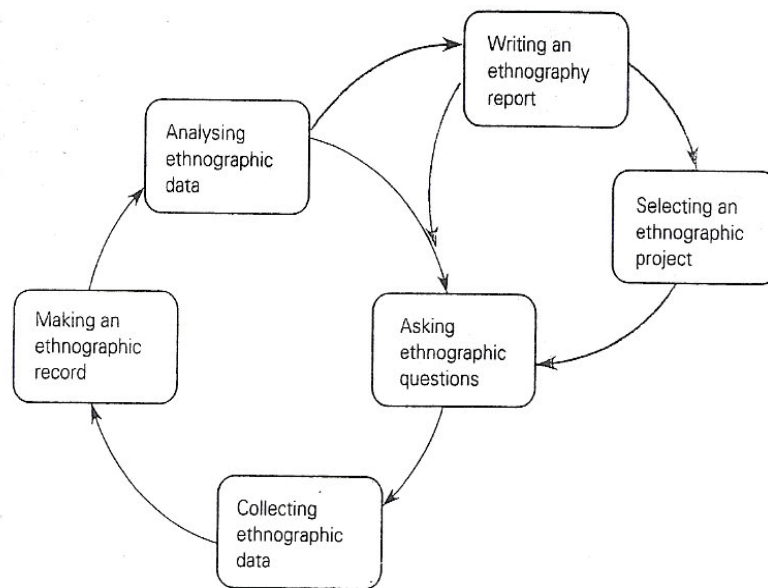 Writing an
ethnography
report
Analysing
ethnographic
data
Selecting an
ethnographic
project
Making an
ethnographic
record
Asking
ethnographic
questions
Collecting
ethnographic
data